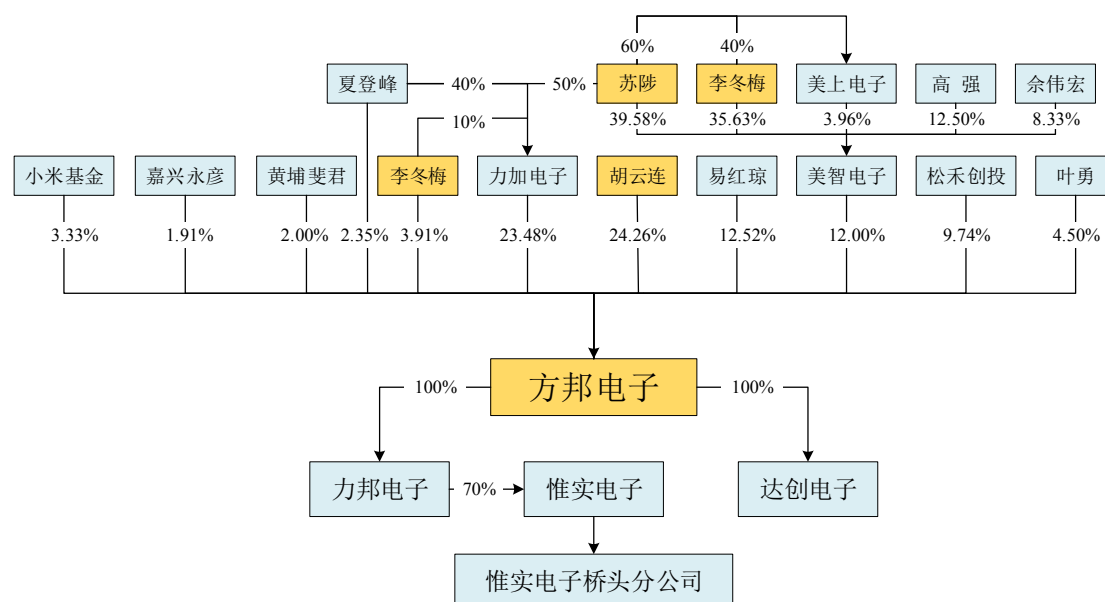 60% 40%
夏登峰 40% 50% 苏陟 李冬梅 美上电子 高 强 佘伟宏
39.58% 35.63% 3.96% 12.50% 8.33%
10%
小米基金 嘉兴永彦 黄埔斐君 李冬梅 力加电子 胡云连 易红琼 美智电子 松禾创投 叶勇
3.33% 1.91% 2.00% 2.35% 3.91% 23.48% 24.26% 12.52% 12.00% 9.74% 4.50%
100% 方邦电子 100%
力邦电子 70% 惟实电子 达创电子
惟实电子桥头分公司